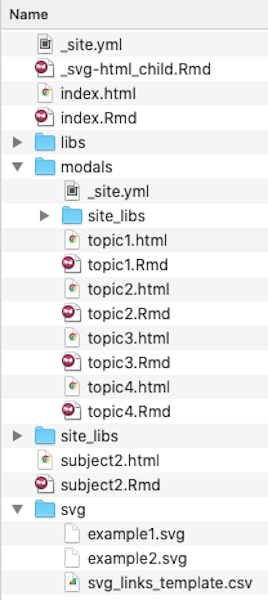 Name
_site.yml
_svg-html_child.Rmd
index.html
index.Rmd
libs
modals
_site.yml
site_libs
topic1.html
topic1.Rmd
topic2.html
topic2.Rmd
topic3.html
topic3.Rmd
topic4.html
topic4.Rmd
site_libs
subject2.html
subject2.Rmd
svg
example1.svg
example2.svg
svg_links_template.csv